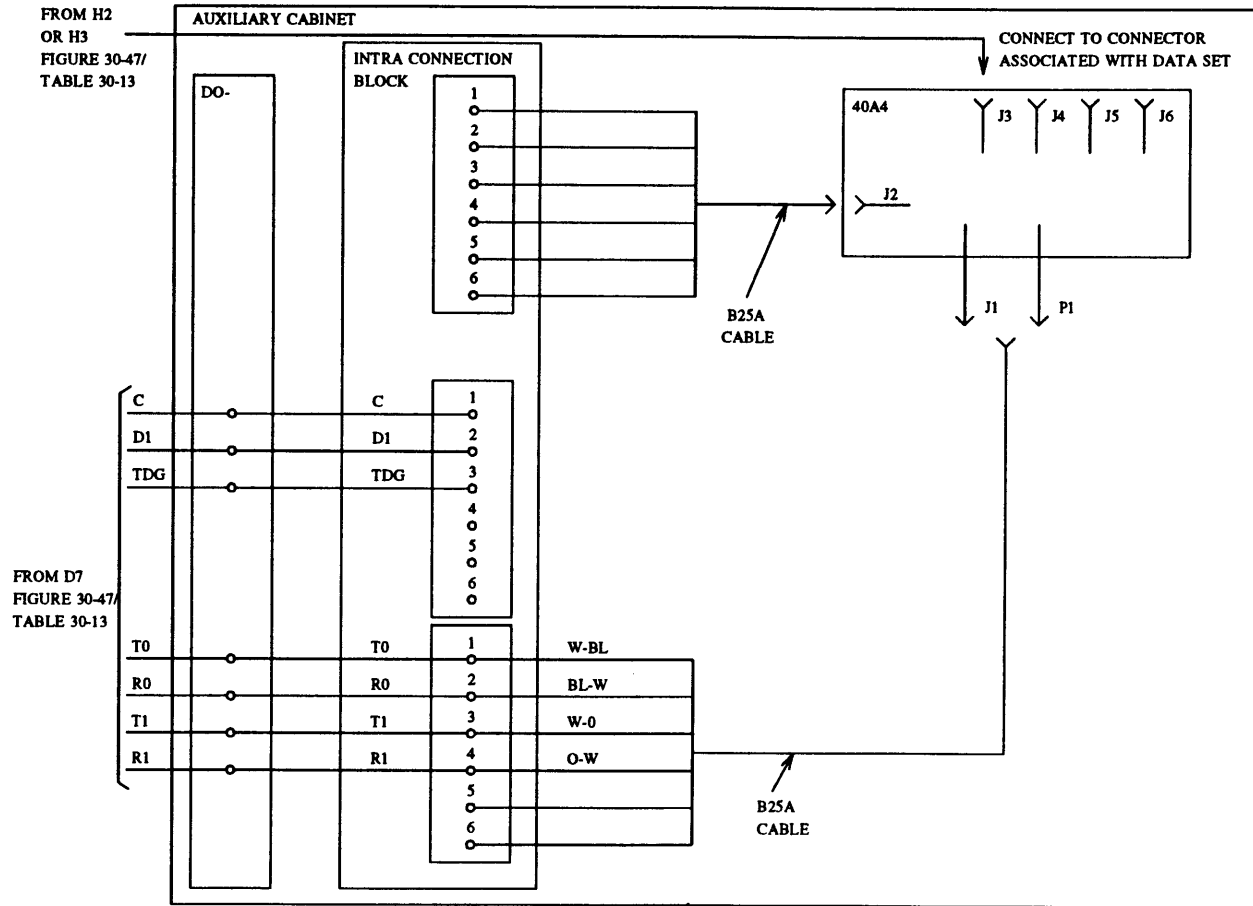 FROM H2
OR H3
FIGURE 30-47/
TABLE 30-13
AUXILIARY CABINET
CONNECT TO CONNECTOR
ASSOCIATED WITH DATA SET
INTRA CONNECTION
BLOCK
DO-
1
2
3
4
5
6
40A4
J3
J4
J5
J6
J2
J1
P1
B25A
CABLE
C
C
1
D1
D1
2
TDG
TDG
3
4
5
6
FROM D7
FIGURE 30-47/
TABLE 30-13
T0
T0
1
W-BL
R0
R0
2
BL-W
T1
T1
3
W-0
R1
R1
4
O-W
5
6
B25A
CABLE